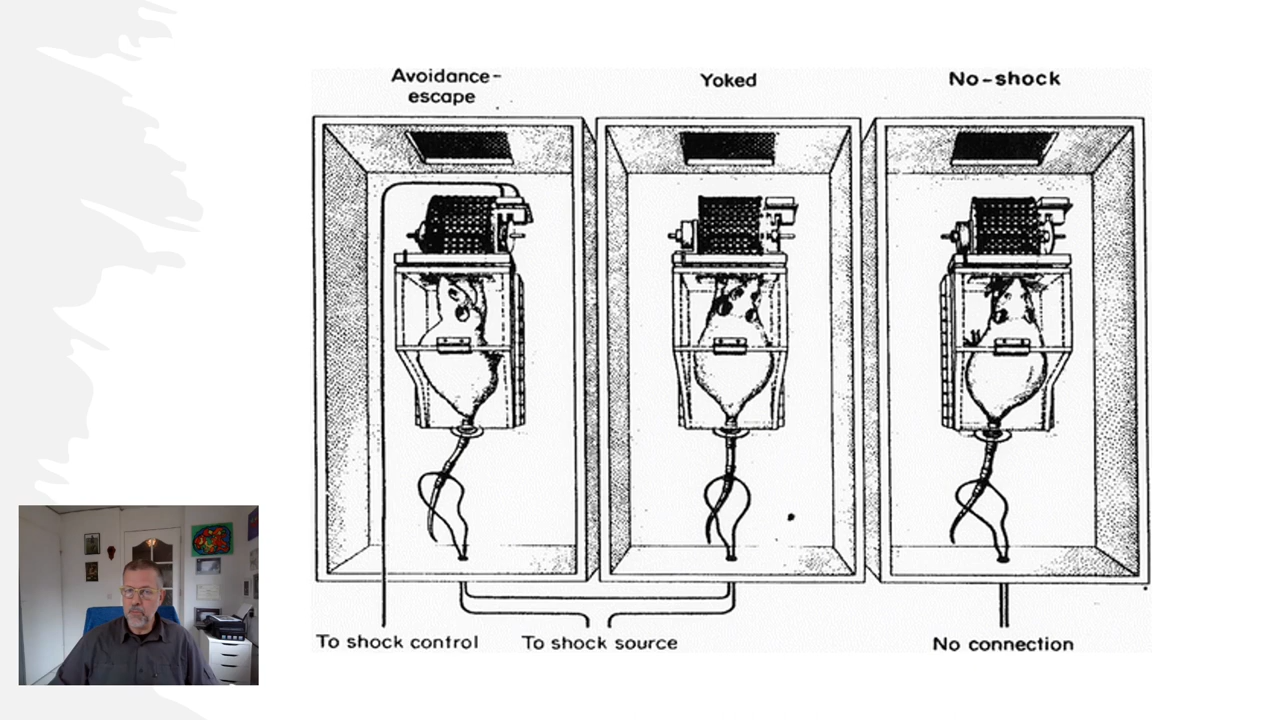 Avoidance-
escape
Yoked
No-shock
To shock control
To shock source
No connection